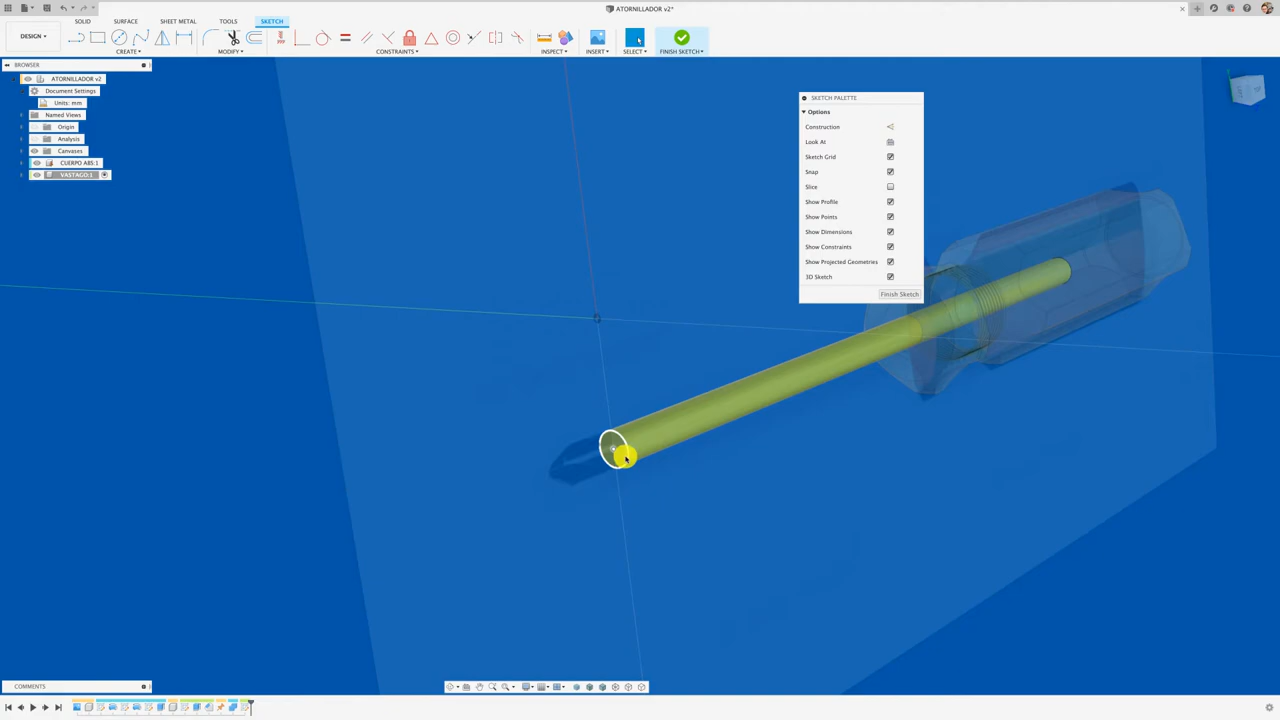 ATORNILLADOR v2*
SOLID SURFACE SHEET METAL TOOLS SKETCH
DESIGN
CREATE MODIFY CONSTRAINTS INSPECT INSERT SELECT FINISH SKETCH
BROWSER
ATORNILLADOR v2
Document Settings
Units: mm
Named Views
Origin
Analysis
Canvases
CUERPO ABS:1
VASTAGO:1
SKETCH PALETTE
Options
Construction
Look At
Sketch Grid
Snap
Slice
Show Profile
Show Points
Show Dimensions
Show Constraints
Show Projected Geometries
3D Sketch
Finish Sketch
COMMENTS